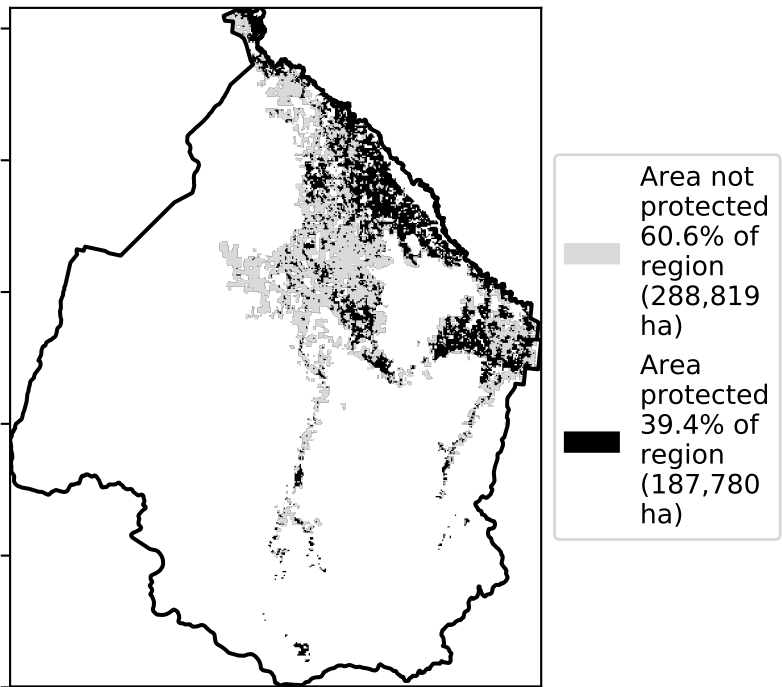 Area not
protected
60.6% of
region
(288,819
ha)
Area
protected
39.4% of
region
(187,780
ha)